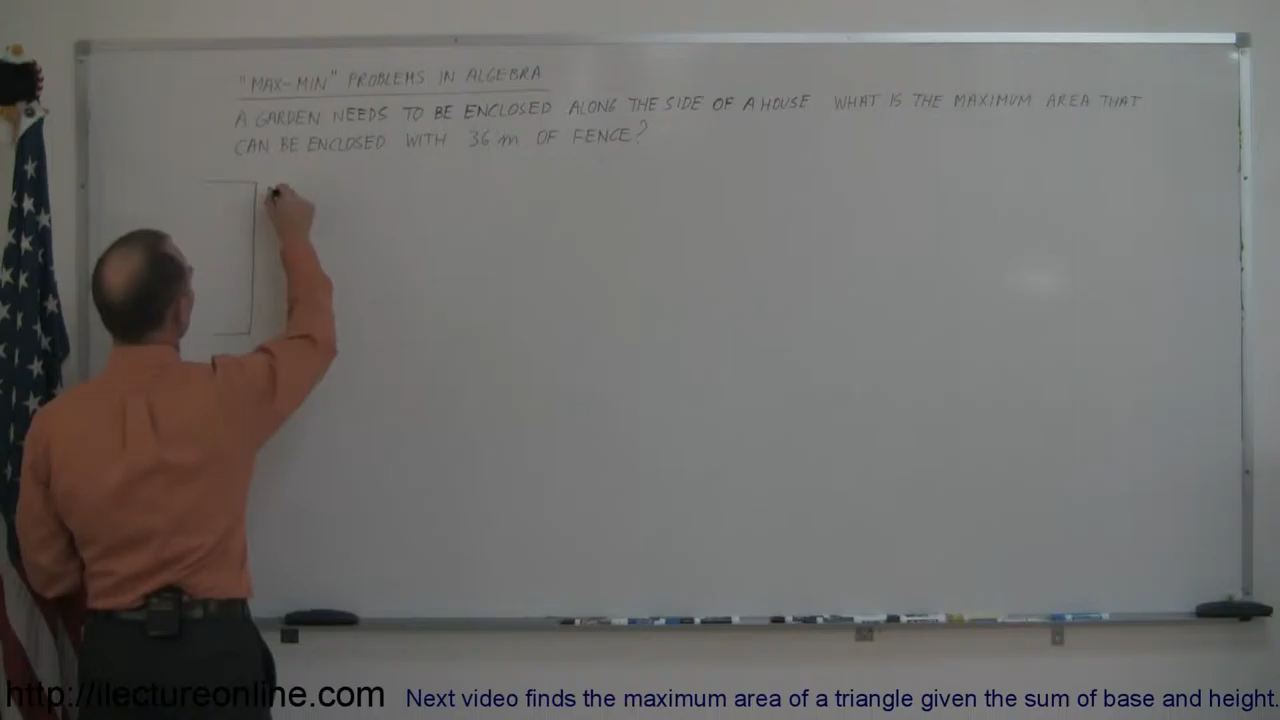 "MAX-MIN" PROBLEMS IN ALGEBRA
A GARDEN NEEDS TO BE ENCLOSED ALONG THE SIDE OF A HOUSE WHAT IS THE MAXIMUM AREA THAT
CAN BE ENCLOSED WITH 36 m OF FENCE?
http://ilectureonline.com Next video finds the maximum area of a triangle given the sum of base and height.